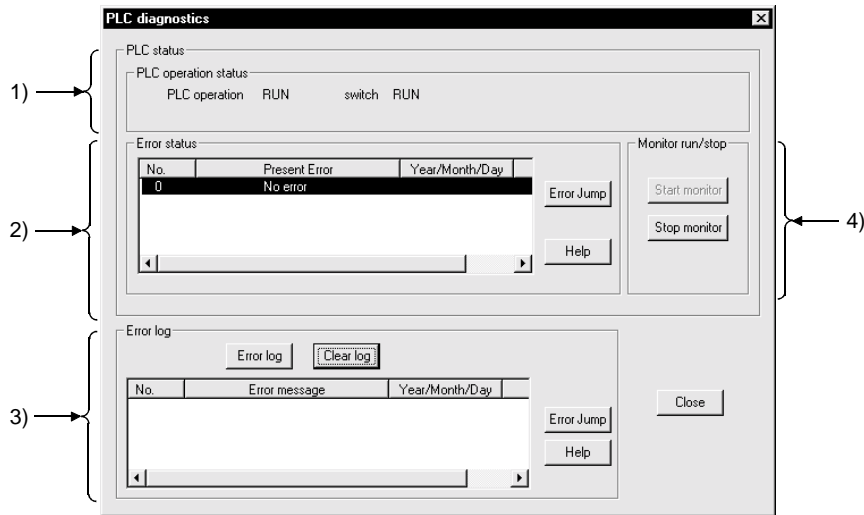 PLC diagnostics
PLC status
PLC operation status
1)
PLC operation RUN switch RUN
Error status
Monitor run/stop
No. Present Error Year/Month/Day
0 No error
Error Jump
Start monitor
2)
Stop monitor
4)
Help
Error log
Error log
Clear log
No. Error message Year/Month/Day
Close
3)
Error Jump
Help